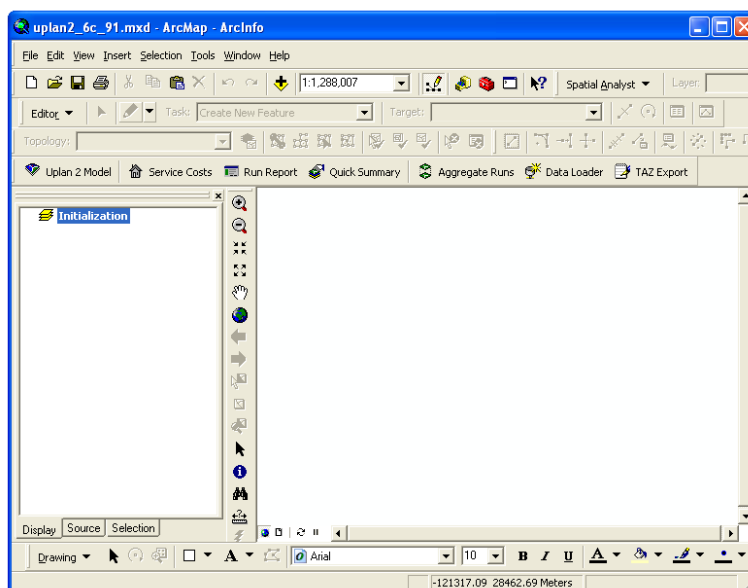 uplan2_6c_91.mxd - ArcMap - ArcInfo
File Edit View Insert Selection Tools Window Help
1:1,288,007 Spatial Analyst Layer:
Editor Task: Create New Feature Target:
Topology:
Uplan 2 Model Service Costs Run Report Quick Summary Aggregate Runs Data Loader TAZ Export
Initialization
Display Source Selection
Drawing A Arial 10 B I U A
-121317.09 28462.69 Meters